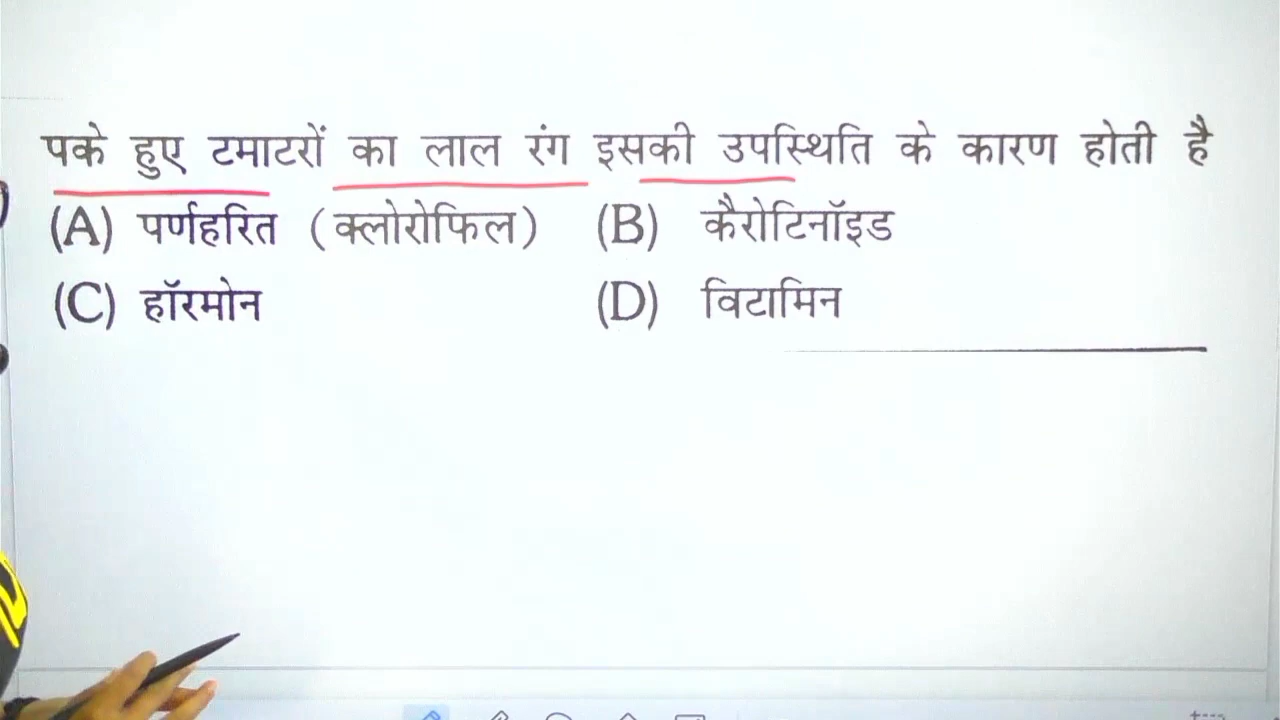 पके हुए टमाटरों का लाल रंग इसकी उपस्थिति के कारण होती है
(A) पर्णहरित (क्लोरोफिल) (B) कैरोटिनॉइड
(C) हॉरमोन (D) विटामिन